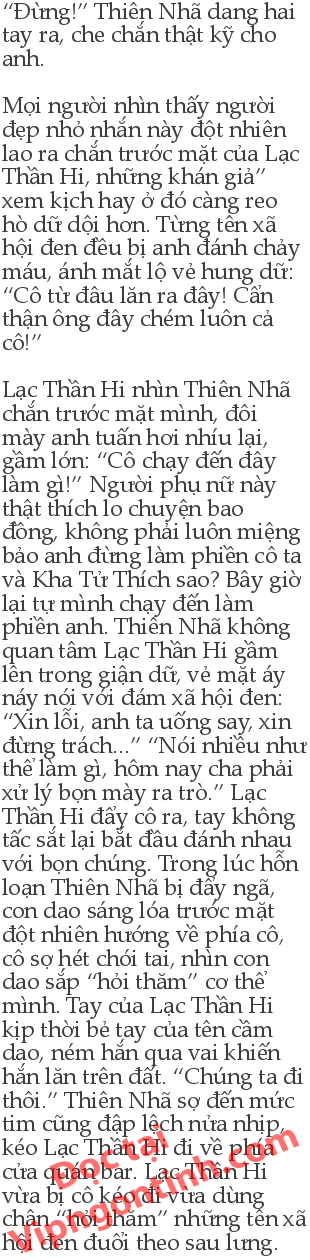 “Đừng!” Thiên Nhã dang hai
tay ra, che chắn thật kỹ cho
anh.

Mọi người nhìn thấy người
đẹp nhỏ nhắn này đột nhiên
lao ra chắn trước mặt của Lạc
Thần Hi, những khán giả”
xem kịch hay ở đó càng reo
hò dữ dội hơn. Từng tên xã
hội đen đều bị anh đánh chảy
máu, ánh mắt lộ vẻ hung dữ:
“Cô từ đâu lăn ra đây! Cẩn
thận ông đây chém luôn cả
cô!”

Lạc Thần Hi nhìn Thiên Nhã
chắn trước mặt mình, đôi
mày anh tuấn hơi nhíu lại,
gầm lớn: “Cô chạy đến đây
làm gì!” Người phụ nữ này
thật thích lo chuyện bao
đồng, không phải luôn miệng
bảo anh đừng làm phiền cô ta
và Kha Tử Thích sao? Bây giờ
lại tự mình chạy đến làm
phiền anh. Thiên Nhã không
quan tâm Lạc Thần Hi gầm
lên trong giận dữ, vẻ mặt áy
náy nói với đám xã hội đen:
“Xin lỗi, anh ta uống say, xin
đừng trách...” “Nói nhiều như
thế làm gì, hôm nay cha phải
xử lý bọn mày ra trò.” Lạc
Thần Hi đẩy cô ra, tay không
tấc sắt lại bắt đầu đánh nhau
với bọn chúng. Trong lúc hỗn
loạn Thiên Nhã bị đẩy ngã,
con dao sáng lóa trước mặt
đột nhiên hướng về phía cô,
cô sợ hét chói tai, nhìn con
dao sắp “hỏi thăm” cơ thể
mình. Tay của Lạc Thần Hi
kịp thời bẻ tay của tên cầm
dao, ném hắn qua vai khiến
hắn lăn trên đất. “Chúng ta đi
thôi.” Thiên Nhã sợ đến mức
tim cũng đập lệch nửa nhịp,
kéo Lạc Thần Hi đi về phía
cửa quán bar. Lạc Thần Hi
vừa bị cô kéo đi vừa dùng
chân “hỏi thăm” những tên xã
hội đen đuổi theo sau lưng.
Đọc tại
Vipngontinh.com